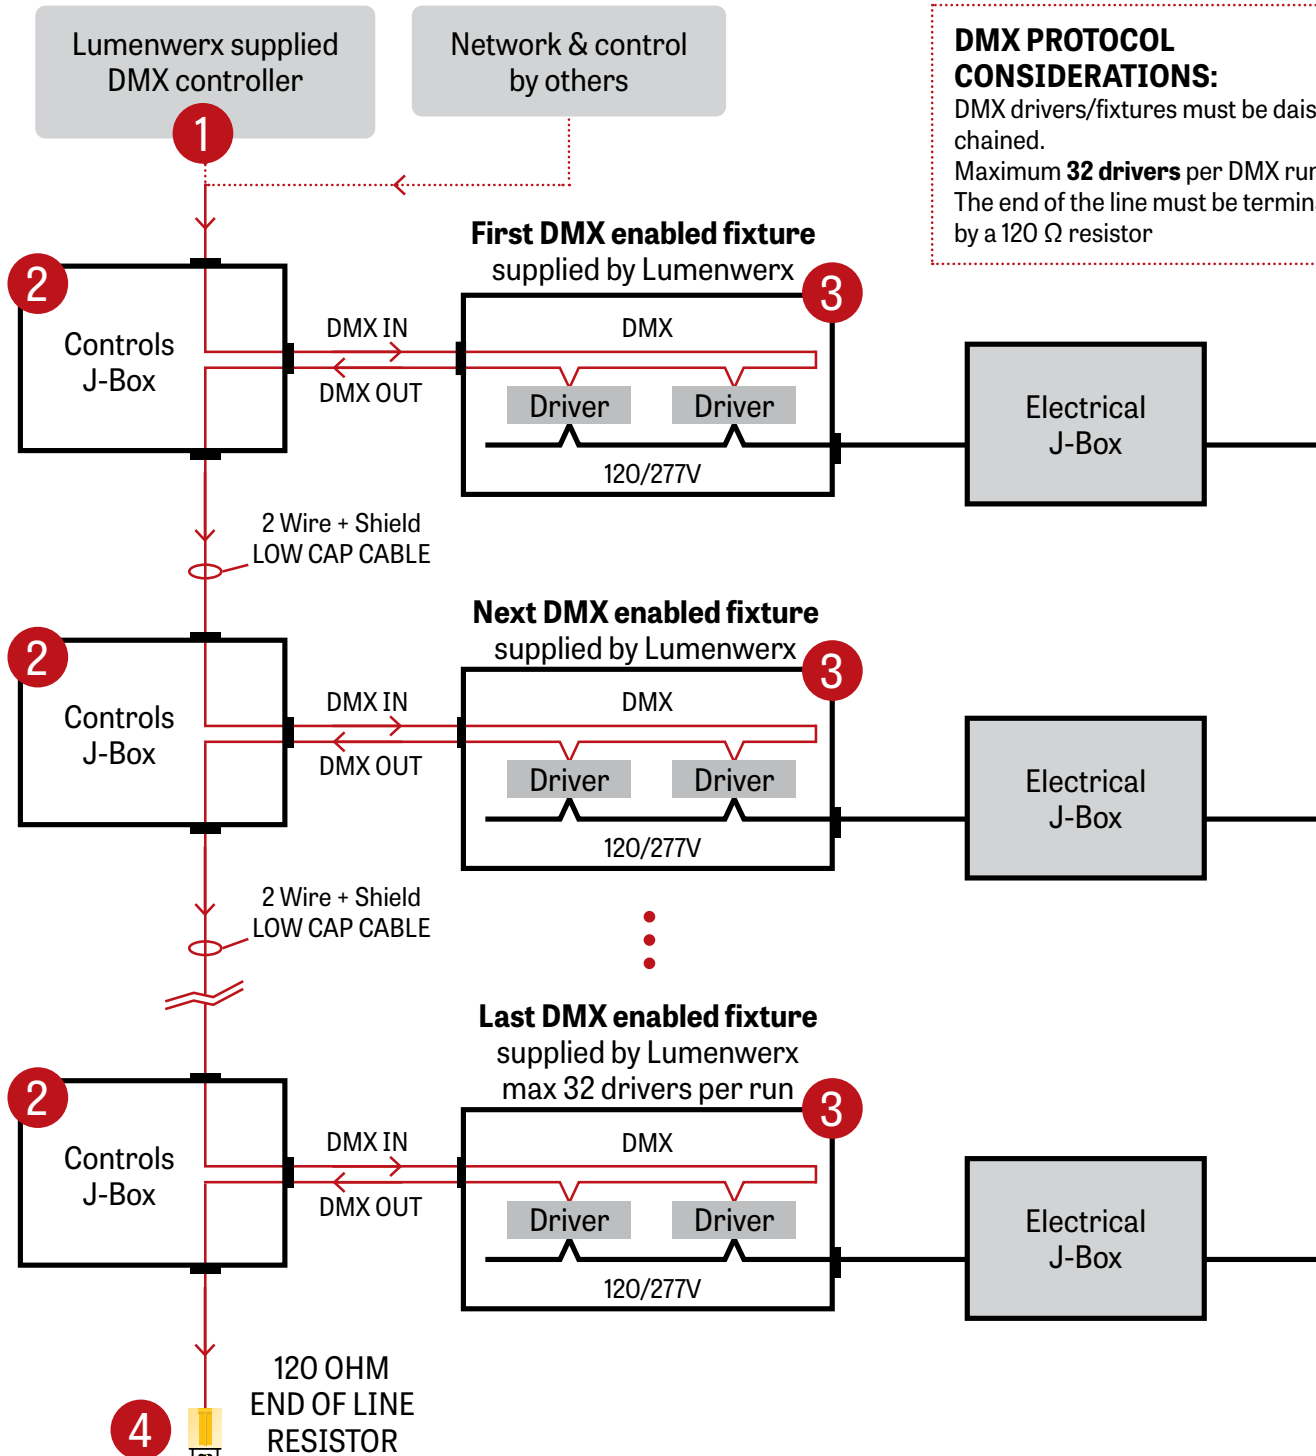 Lumenwerx supplied
DMX controller
1
Network & control
by others
DMX PROTOCOL
CONSIDERATIONS:
DMX drivers/fixtures must be dais
chained.
Maximum 32 drivers per DMX run
The end of the line must be termina
by a 120 Ω resistor
First DMX enabled fixture
supplied by Lumenwerx
2
Controls
J-Box
DMX IN
DMX OUT
3
DMX
Driver
Driver
120/277V
Electrical
J-Box
2 Wire + Shield
LOW CAP CABLE
Next DMX enabled fixture
supplied by Lumenwerx
2
Controls
J-Box
DMX IN
DMX OUT
3
DMX
Driver
Driver
120/277V
Electrical
J-Box
2 Wire + Shield
LOW CAP CABLE
Last DMX enabled fixture
supplied by Lumenwerx
max 32 drivers per run
2
Controls
J-Box
DMX IN
DMX OUT
3
DMX
Driver
Driver
120/277V
Electrical
J-Box
4
120 OHM
END OF LINE
RESISTOR